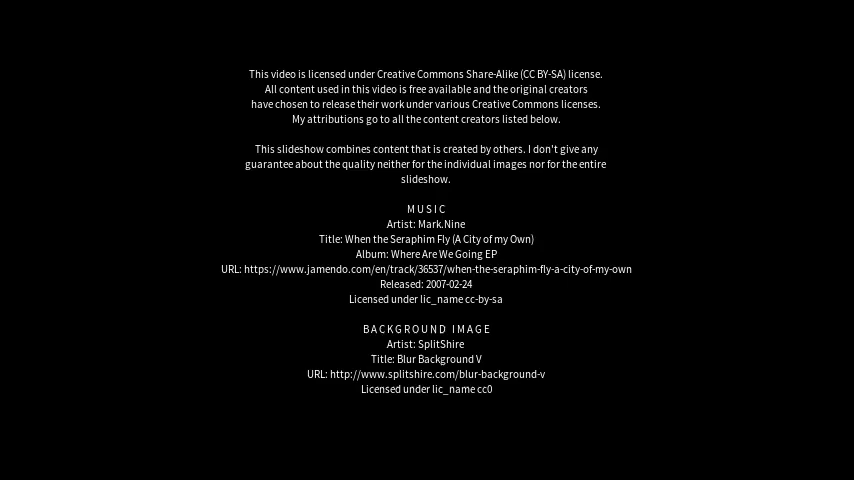 This video is licensed under Creative Commons Share-Alike (CC BY-SA) license.
All content used in this video is free available and the original creators
have chosen to release their work under various Creative Commons licenses.
My attributions go to all the content creators listed below.
This slideshow combines content that is created by others. I don't give any
guarantee about the quality neither for the individual images nor for the entire
slideshow.
MUSIC
Artist: Mark.Nine
Title: When the Seraphim Fly (A City of my Own)
Album: Where Are We Going EP
URL: https://www.jamendo.com/en/track/36537/when-the-seraphim-fly-a-city-of-my-own
Released: 2007-02-24
Licensed under lic_name cc-by-sa
BACKGROUND IMAGE
Artist: SplitShire
Title: Blur Background V
URL: http://www.splitshire.com/blur-background-v
Licensed under lic_name cc0